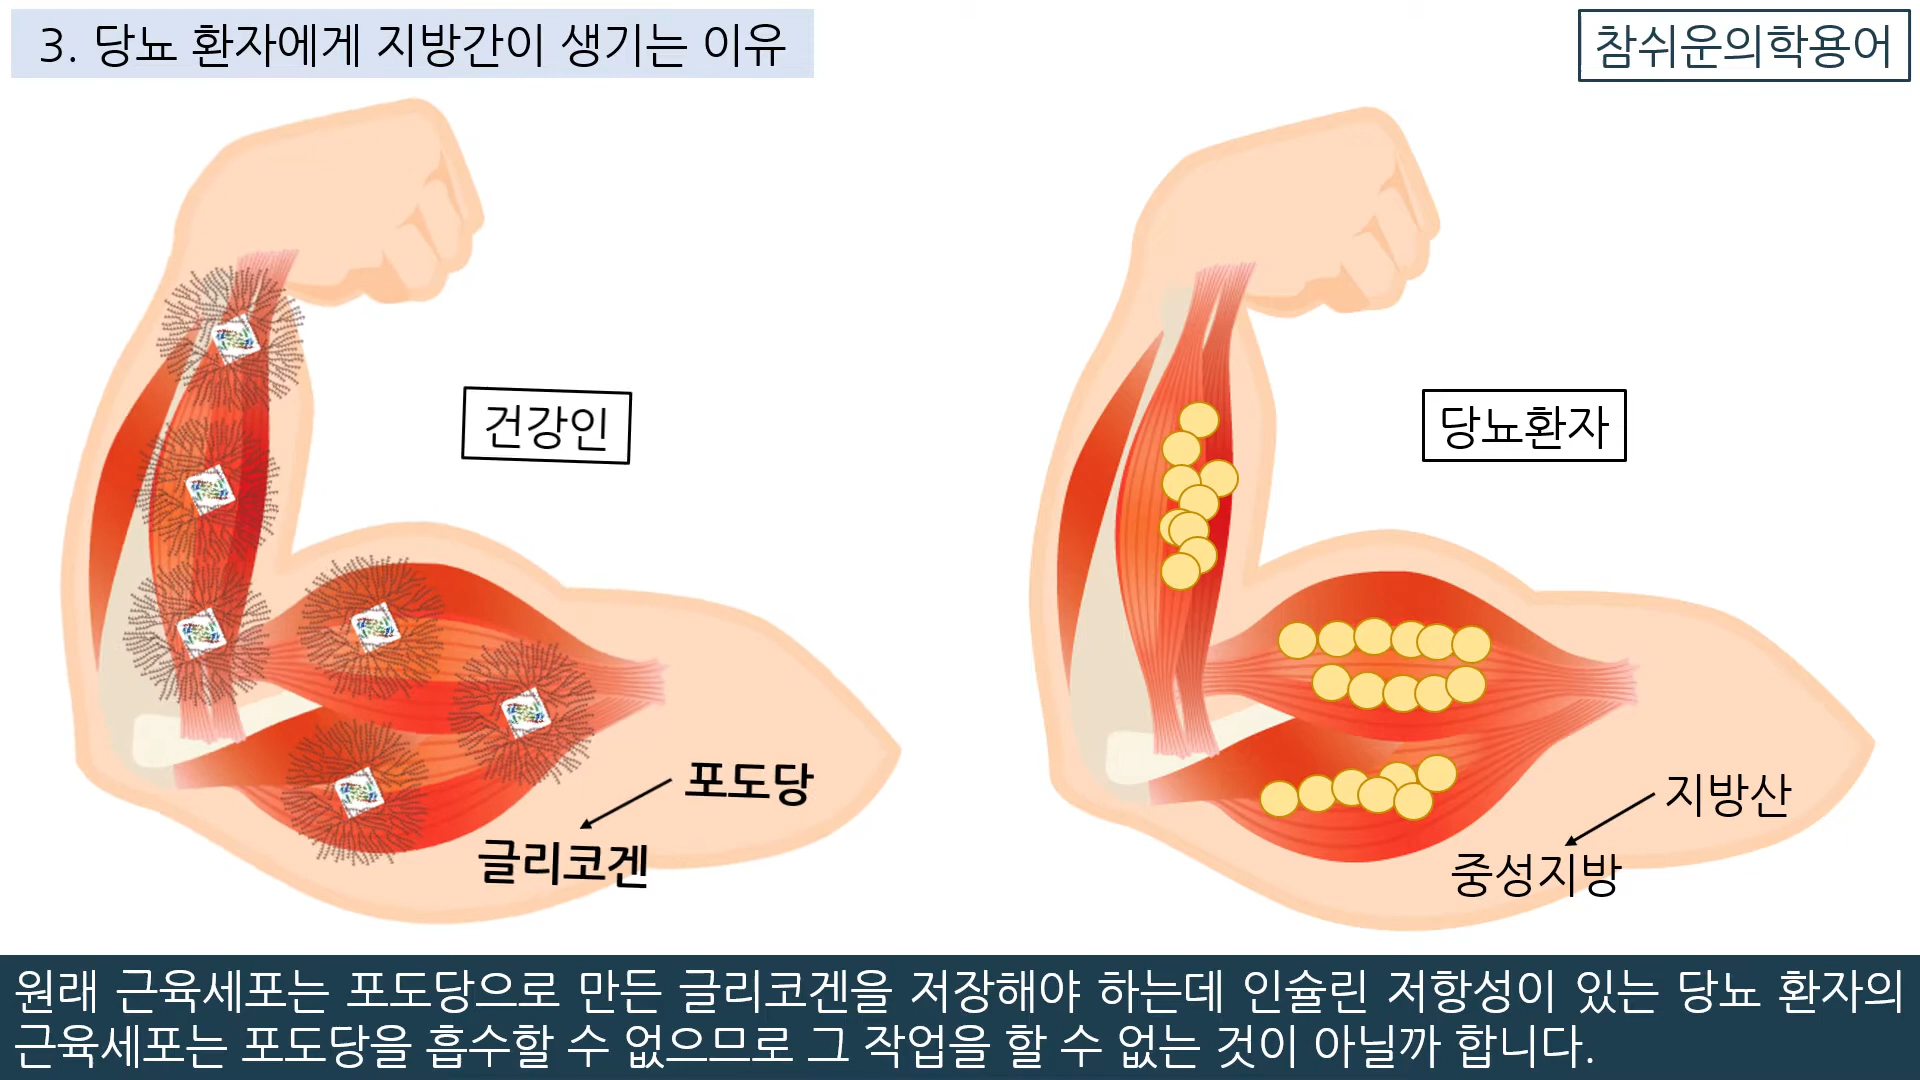 3. 당뇨 환자에게 지방간이 생기는 이유
참쉬운의학용어
건강인
당뇨환자
포도당
글리코겐
지방산
중성지방
원래 근육세포는 포도당으로 만든 글리코겐을 저장해야 하는데 인슐린 저항성이 있는 당뇨 환자의
근육세포는 포도당을 흡수할 수 없으므로 그 작업을 할 수 없는 것이 아닐까 합니다.